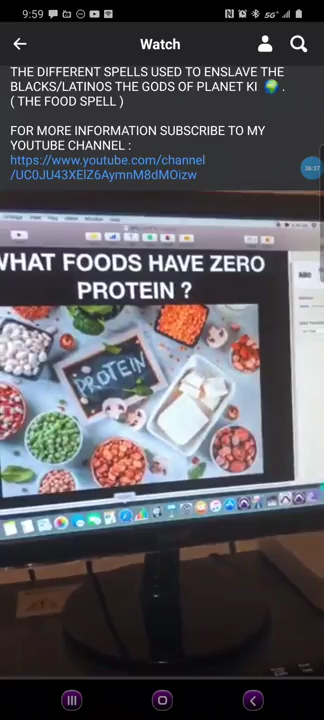 9:59
5G
Watch
THE DIFFERENT SPELLS USED TO ENSLAVE THE
BLACKS/LATINOS THE GODS OF PLANET KI 🌍 .
( THE FOOD SPELL )
FOR MORE INFORMATION SUBSCRIBE TO MY
YOUTUBE CHANNEL :
https://www.youtube.com/channel
/UC0JU43XElZ6AymnM8dMOizw
WHAT FOODS HAVE ZERO
PROTEIN ?
PROTEIN